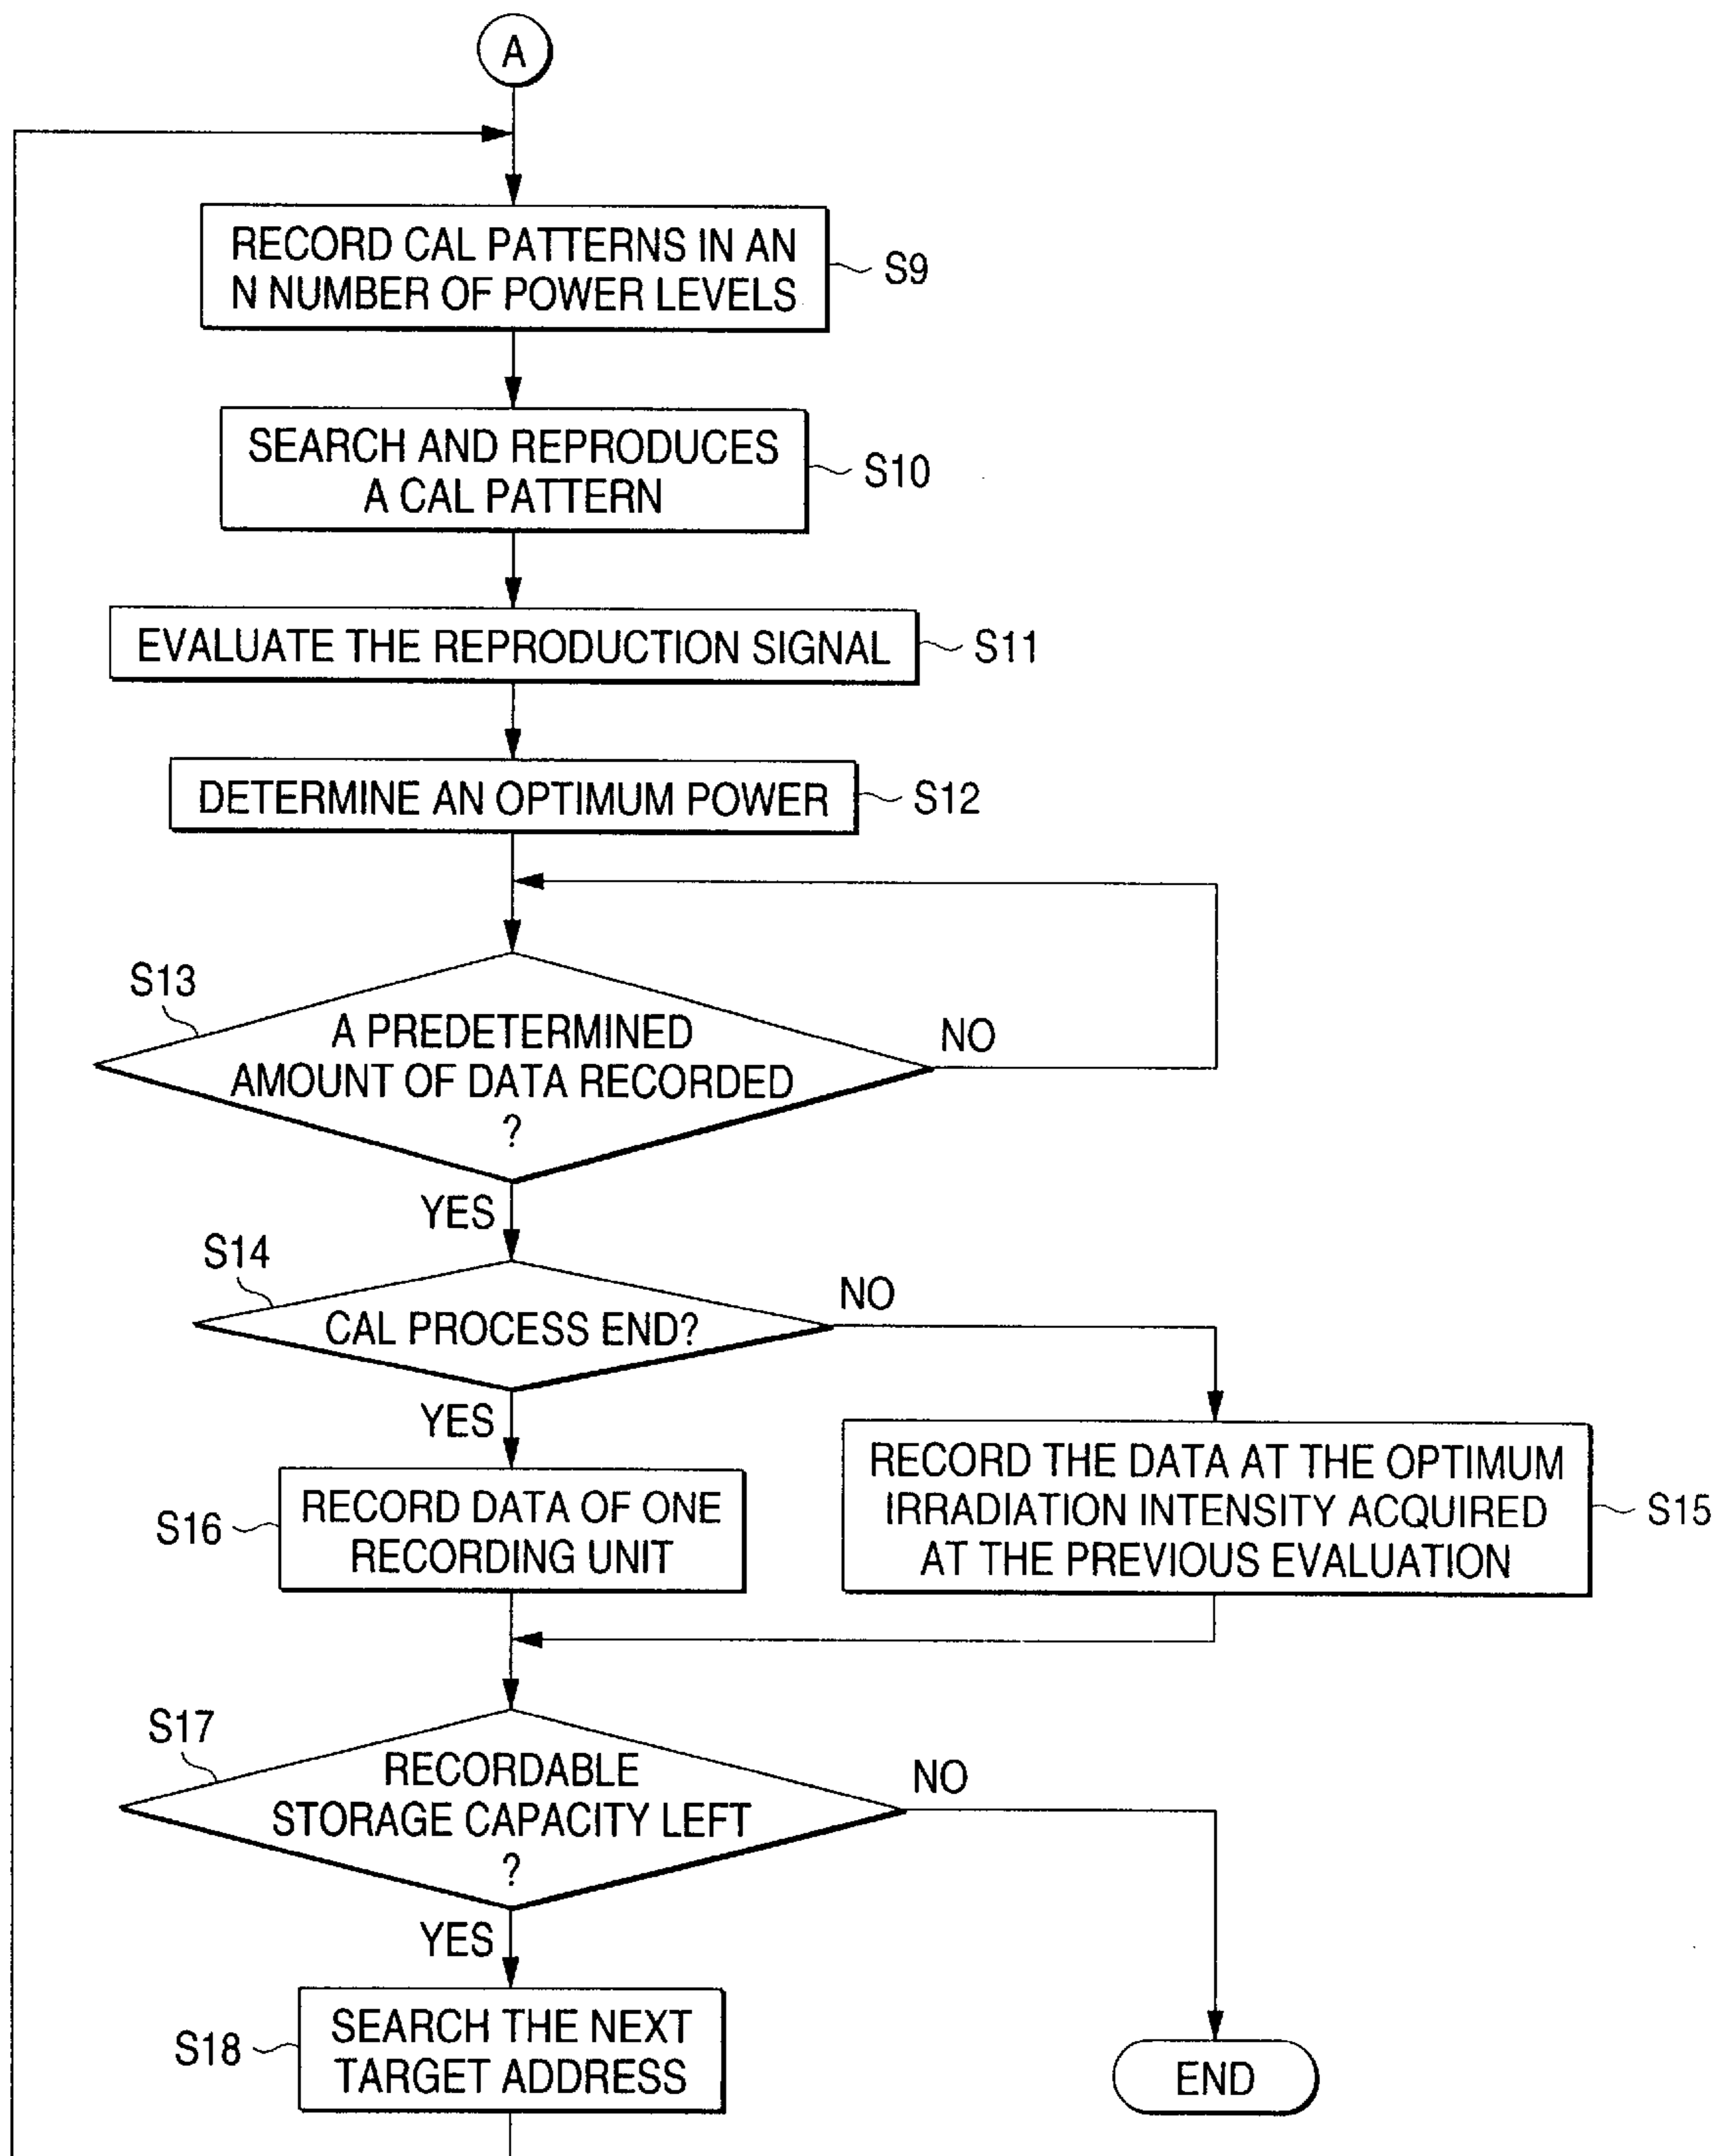 A
RECORD CAL PATTERNS IN AN
N NUMBER OF POWER LEVELS
S9
SEARCH AND REPRODUCES
A CAL PATTERN
S10
EVALUATE THE REPRODUCTION SIGNAL
S11
DETERMINE AN OPTIMUM POWER
S12
S13
A PREDETERMINED
AMOUNT OF DATA RECORDED
?
NO
YES
S14
CAL PROCESS END?
NO
YES
RECORD THE DATA AT THE OPTIMUM
IRRADIATION INTENSITY ACQUIRED
AT THE PREVIOUS EVALUATION
S15
S16
RECORD DATA OF ONE
RECORDING UNIT
S17
RECORDABLE
STORAGE CAPACITY LEFT
?
NO
YES
S18
SEARCH THE NEXT
TARGET ADDRESS
END